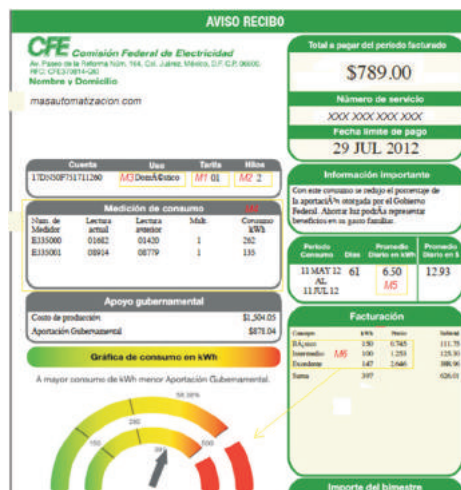 AVISO RECIBO
CFE Comisión Federal de Electricidad
Av. Paseo de la Reforma Núm. 164, Col. Juárez, México, D.F. C.P. 06600.
RFC: CFE370814-QI0
Nombre y Domicilio
masautomatizacion.com
Total a pagar del periodo facturado
$789.00
Número de servicio
XXX XXX XXX XXX
Fecha límite de pago
29 JUL 2012
Cuenta Uso Tarifa Hilos
17DN50F751711260 M3 DomÃ©stico M1 01 M2 2
Información importante
Con este consumo se redujo el porcentaje de
la aportaciÃ³n otorgada por el Gobierno
Federal. Ahorrar luz podrÃ¡ representar
beneficios en su gasto familiar.
Medición de consumo
Num. de Medidor Lectura actual Lectura anterior Mult. Consumo kWh
E335000 01682 01420 1 262
E335001 08914 08779 1 135
Periodo Consumo Dias Promedio Diario en kWh Promedio Diario en $
11 MAY 12 AL 11 JUL 12 61 6.50 12.93
M5
Apoyo gubernamental
Costo de producción $1,504.05
Aportación Gubernamental $878.04
Facturación
Concepto kWh Precio Subtotal
BÃ¡sico 150 0.745 111.75
Intermedio M6 100 1.253 125.30
Excedente 147 2.646 388.96
Suma 397 626.01
Gráfica de consumo en kWh
A mayor consumo de kWh menor Aportación Gubernamental.
58.38%
280
150
500
Importe del bimestre